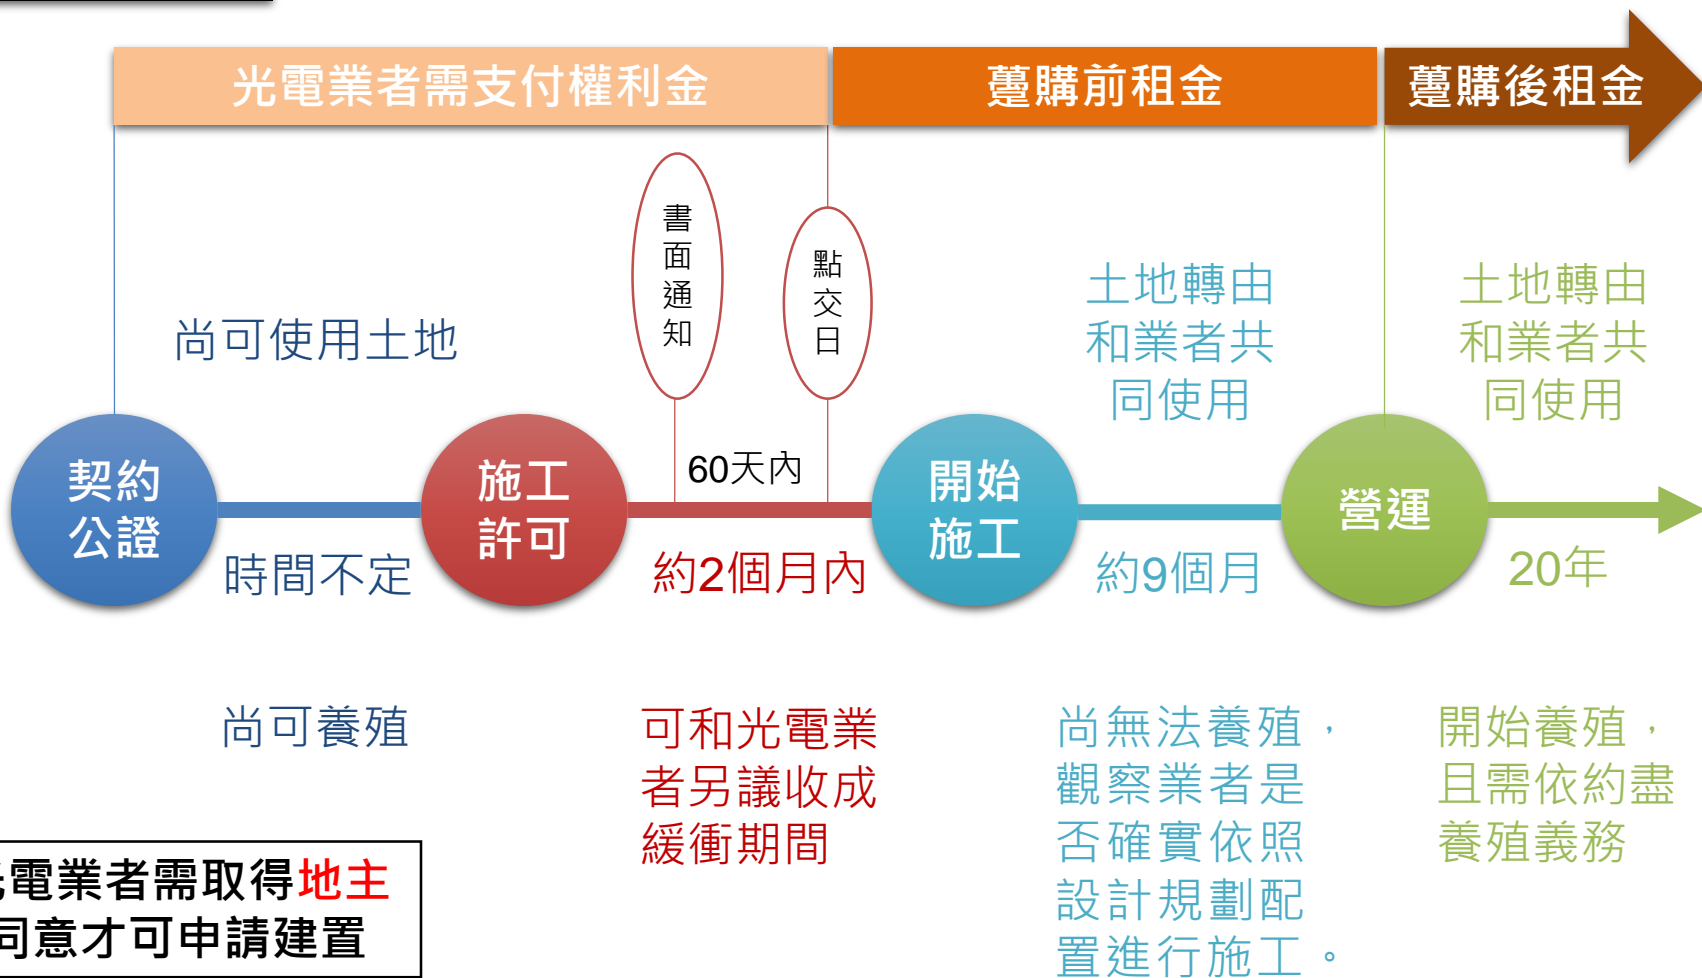 光電業者需支付權利金
躉購前租金
躉購後租金
書面通知
點交日
尚可使用土地
土地轉由
和業者共
同使用
土地轉由
和業者共
同使用
契約
公證
施工
許可
60天內
開始
施工
營運
時間不定
約2個月內
約9個月
20年
尚可養殖
可和光電業
者另議收成
緩衝期間
尚無法養殖，
觀察業者是
否確實依照
設計規劃配
置進行施工。
開始養殖，
且需依約盡
養殖義務
光電業者需取得地主
同意才可申請建置